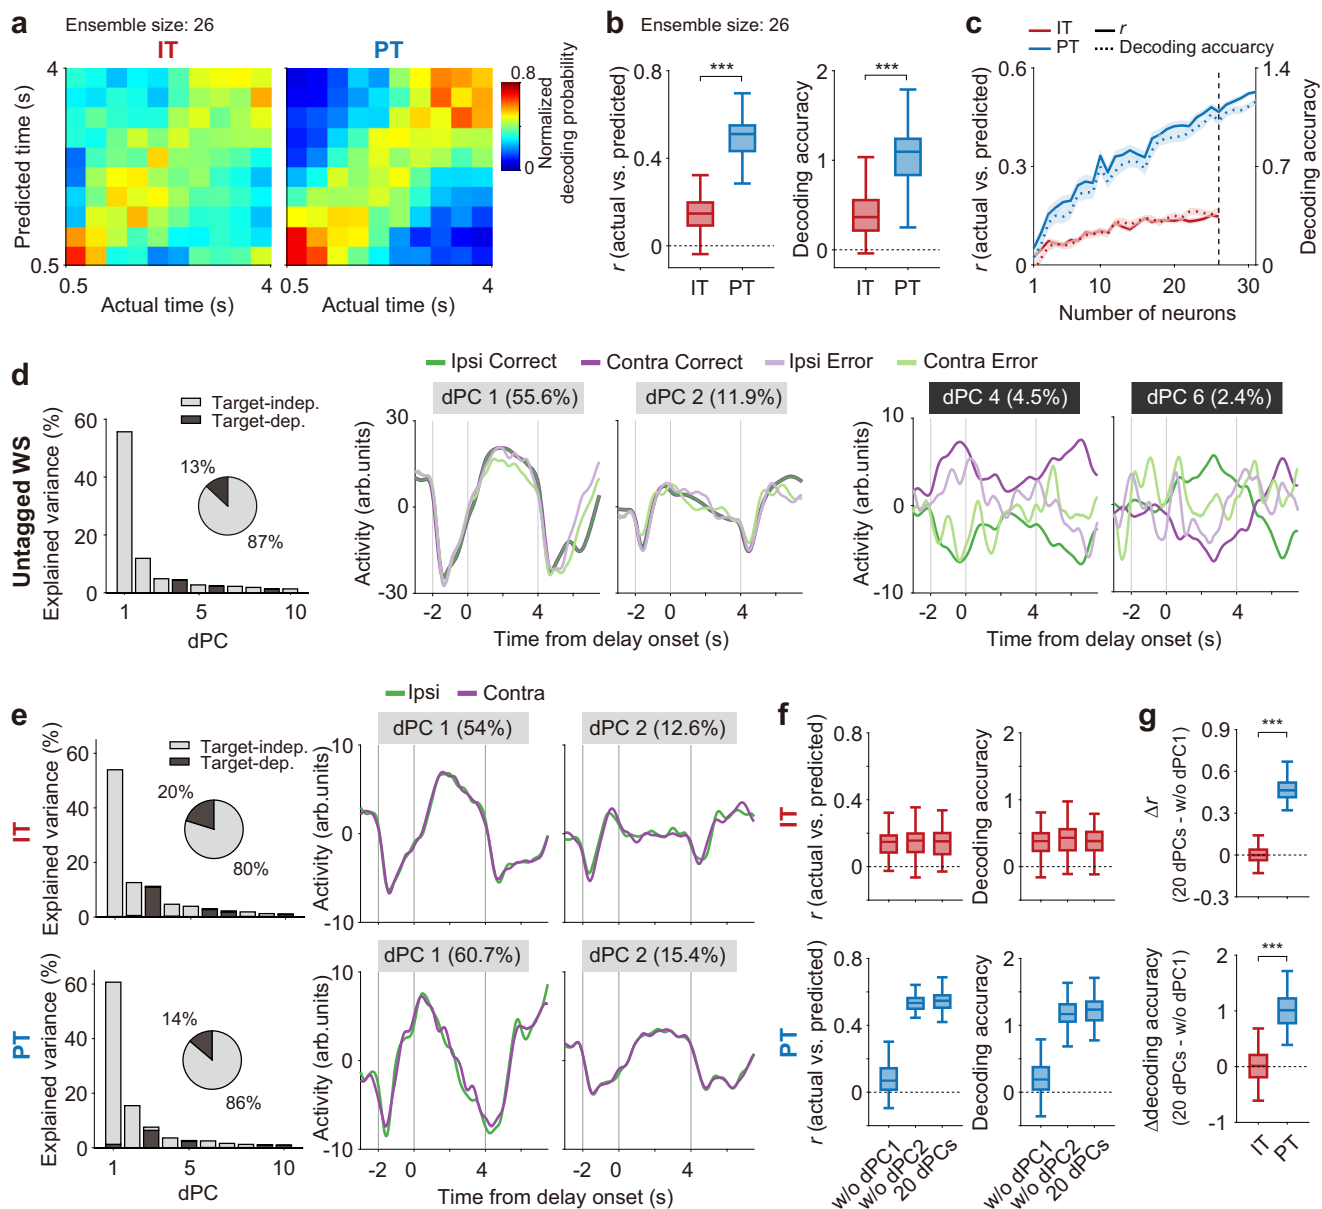 a
Ensemble size: 26
IT
PT
4
Predicted time (s)
0.5
0.5
4
0.5
4
Actual time (s)
Actual time (s)
0.8
0
Normalized
decoding probability
b
Ensemble size: 26
***
0.8
0.4
0
r (actual vs. predicted)
IT
PT
***
2
1
0
Decoding accuracy
IT
PT
c
IT
r
PT
Decoding accuarcy
0.6
0.3
0
r (actual vs. predicted)
1.4
0.7
0
Decoding accuracy
1
10
20
30
Number of neurons
d
Untagged WS
Ipsi Correct
Contra Correct
Ipsi Error
Contra Error
60
40
20
0
Explained variance (%)
Target-indep.
Target-dep.
13%
87%
1
5
10
dPC
dPC 1 (55.6%)
dPC 2 (11.9%)
30
0
-30
Activity (arb.units)
-2
0
4
-2
0
4
Time from delay onset (s)
dPC 4 (4.5%)
dPC 6 (2.4%)
10
0
-10
Activity (arb.units)
-2
0
4
-2
0
4
Time from delay onset (s)
e
Ipsi
Contra
IT
60
40
20
0
Explained variance (%)
Target-indep.
Target-dep.
20%
80%
dPC 1 (54%)
dPC 2 (12.6%)
10
0
-10
Activity (arb.units)
PT
60
40
20
0
Explained variance (%)
14%
86%
1
5
10
dPC
dPC 1 (60.7%)
dPC 2 (15.4%)
10
0
-10
Activity (arb.units)
-2
0
4
-2
0
4
Time from delay onset (s)
f
IT
0.8
0.4
0
r (actual vs. predicted)
2
1
0
Decoding accuracy
PT
0.8
0.4
0
r (actual vs. predicted)
w/o dPC1
w/o dPC2
20 dPCs
2
1
0
Decoding accuracy
w/o dPC1
w/o dPC2
20 dPCs
g
***
0.9
0.6
0.3
0
-0.3
Δr
(20 dPCs - w/o dPC1)
***
2
1
0
-1
Δdecoding accuracy
(20 dPCs - w/o dPC1)
IT
PT